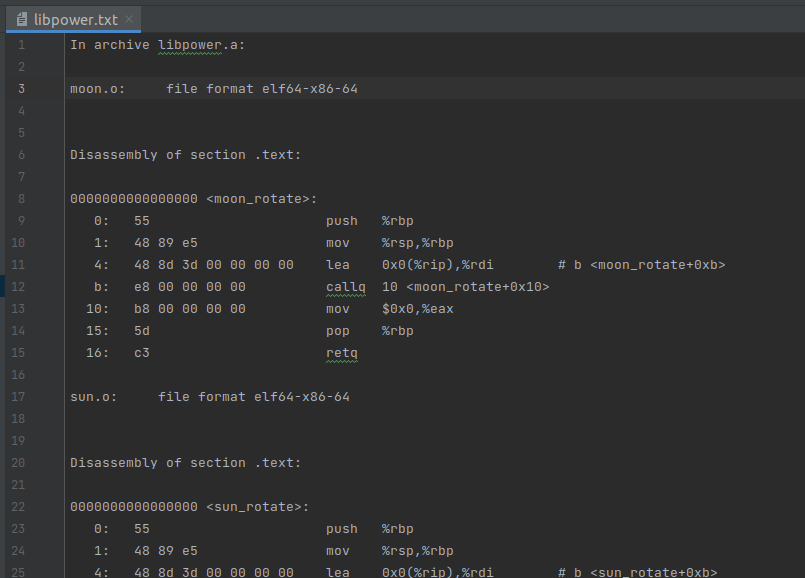 libpower.txt
1 In archive libpower.a:
2
3 moon.o:     file format elf64-x86-64
4
5
6 Disassembly of section .text:
7
8 0000000000000000 <moon_rotate>:
9    0:   55                      push   %rbp
10    1:   48 89 e5                mov    %rsp,%rbp
11    4:   48 8d 3d 00 00 00 00    lea    0x0(%rip),%rdi        # b <moon_rotate+0xb>
12    b:   e8 00 00 00 00          callq  10 <moon_rotate+0x10>
13   10:   b8 00 00 00 00          mov    $0x0,%eax
14   15:   5d                      pop    %rbp
15   16:   c3                      retq
16
17 sun.o:     file format elf64-x86-64
18
19
20 Disassembly of section .text:
21
22 0000000000000000 <sun_rotate>:
23    0:   55                      push   %rbp
24    1:   48 89 e5                mov    %rsp,%rbp
25    4:   48 8d 3d 00 00 00 00    lea    0x0(%rip),%rdi        # b <sun_rotate+0xb>